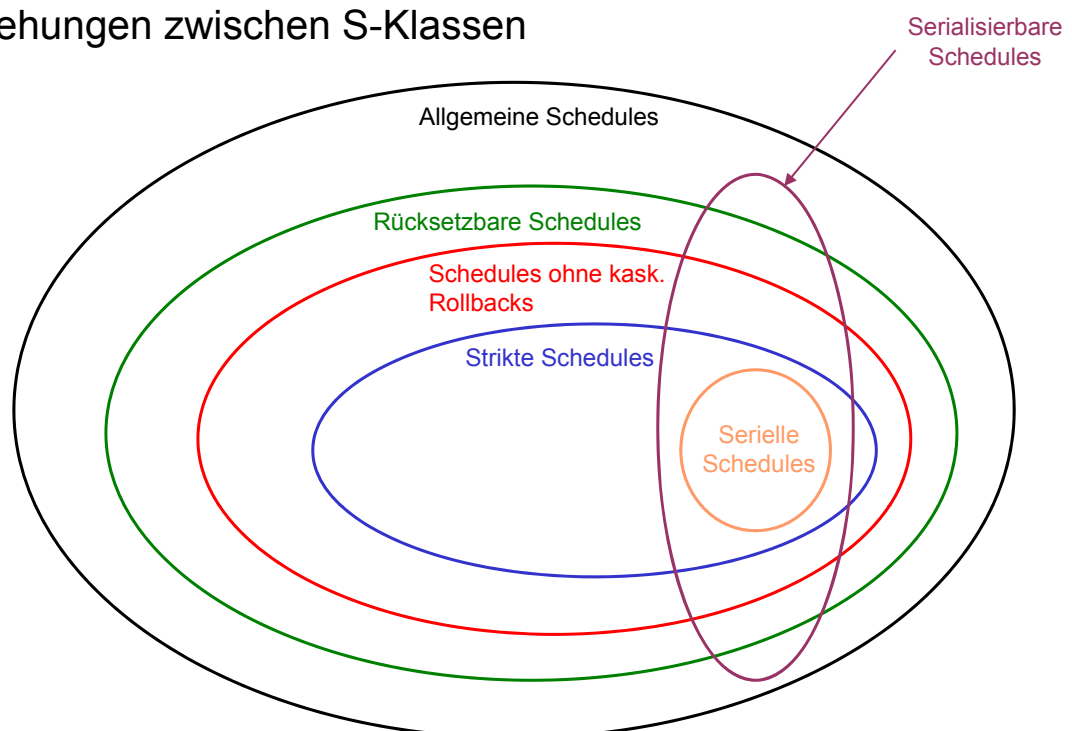 ehungen zwischen S-Klassen
Serialisierbare
Schedules
Allgemeine Schedules
Rücksetzbare Schedules
Schedules ohne kask.
Rollbacks
Strikte Schedules
Serielle
Schedules